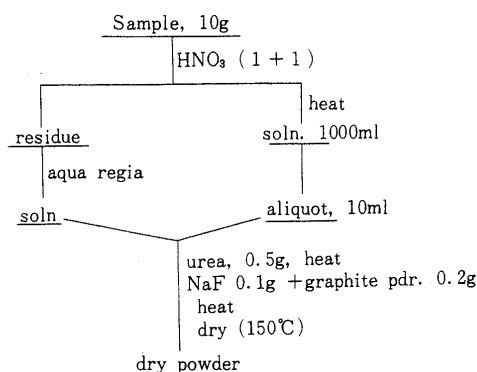 Sample, 10g
HNO₃ (1+1)
heat
residue
soln. 1000ml
aqua regia
soln
aliquot, 10ml
urea, 0.5g, heat
NaF 0.1g +graphite pdr. 0.2g
heat
dry (150℃)
dry powder